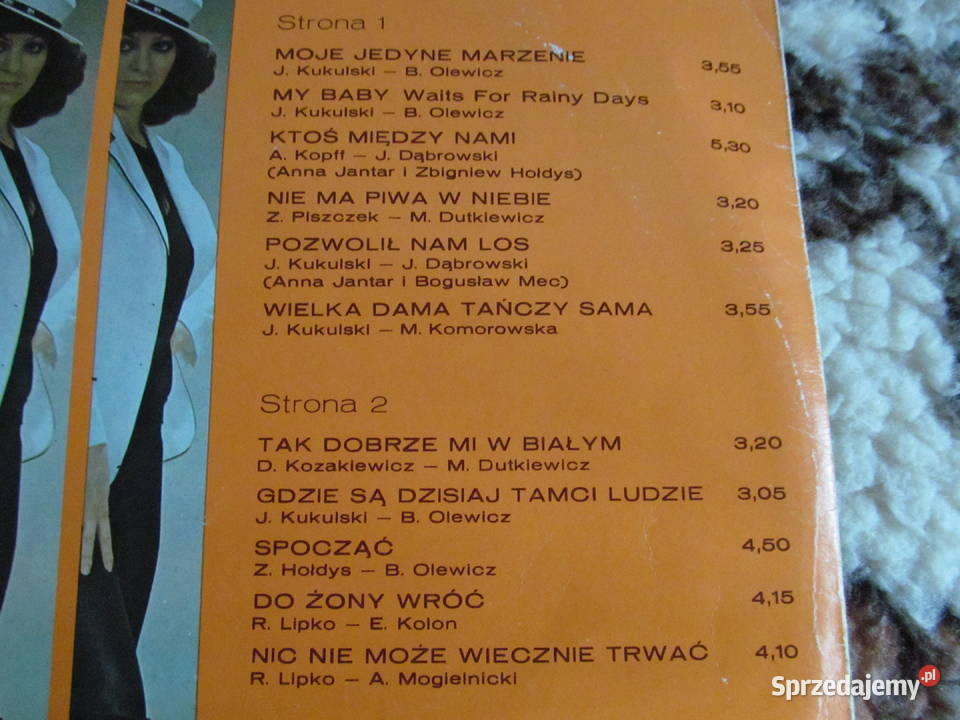 Strona 1
MOJE JEDYNE MARZENIE 3,55
J. Kukulski – B. Olewicz
MY BABY Waits For Rainy Days 3,10
J. Kukulski – B. Olewicz
KTOŚ MIĘDZY NAMI 5,30
A. Kopff – J. Dąbrowski
(Anna Jantar i Zbigniew Hołdys)
NIE MA PIWA W NIEBIE 3,20
Z. Piszczek – M. Dutkiewicz
POZWOLIŁ NAM LOS 3,25
J. Kukulski – J. Dąbrowski
(Anna Jantar i Bogusław Mec)
WIELKA DAMA TAŃCZY SAMA 3,55
J. Kukulski – M. Komorowska
Strona 2
TAK DOBRZE MI W BIAŁYM 3,20
D. Kozakiewicz – M. Dutkiewicz
GDZIE SĄ DZISIAJ TAMCI LUDZIE 3,05
J. Kukulski – B. Olewicz
SPOCZĄĆ 4,50
Z. Hołdys – B. Olewicz
DO ŻONY WRÓĆ 4,15
R. Lipko – E. Kolon
NIC NIE MOŻE WIECZNIE TRWAĆ 4,10
R. Lipko – A. Mogielnicki
Sprzedajemy.pl